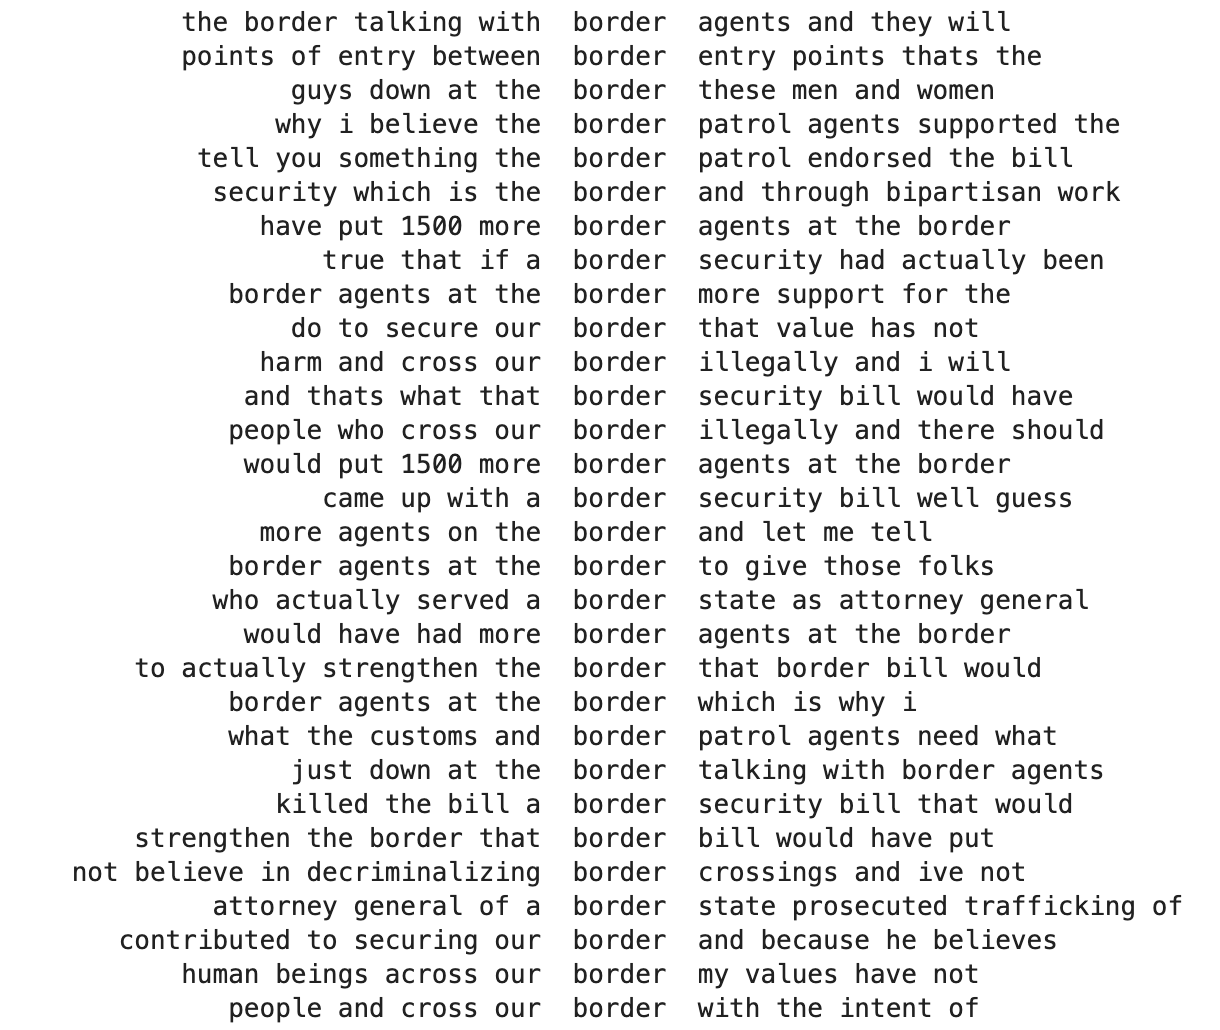 the border talking with border agents and they will
points of entry between border entry points thats the
guys down at the border these men and women
why i believe the border patrol agents supported the
tell you something the border patrol endorsed the bill
security which is the border and through bipartisan work
have put 1500 more border agents at the border
true that if a border security had actually been
border agents at the border more support for the
do to secure our border that value has not
harm and cross our border illegally and i will
and thats what that border security bill would have
people who cross our border illegally and there should
would put 1500 more border agents at the border
came up with a border security bill well guess
more agents on the border and let me tell
border agents at the border to give those folks
who actually served a border state as attorney general
would have had more border agents at the border
to actually strengthen the border that border bill would
border agents at the border which is why i
what the customs and border patrol agents need what
just down at the border talking with border agents
killed the bill a border security bill that would
strengthen the border that border bill would have put
not believe in decriminalizing border crossings and ive not
attorney general of a border state prosecuted trafficking of
contributed to securing our border and because he believes
human beings across our border my values have not
people and cross our border with the intent of